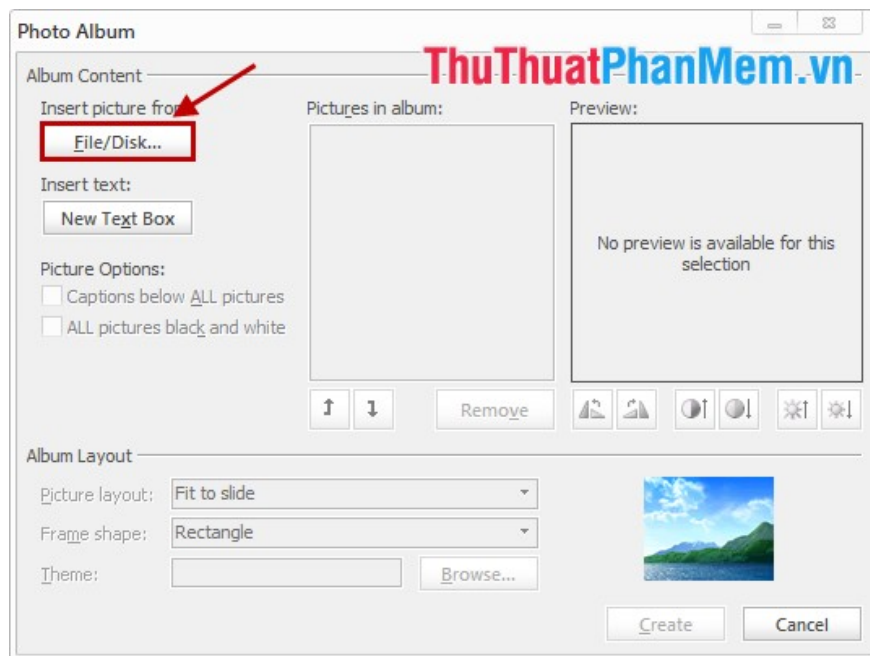 Photo Album
ThuThuatPhanMem.vn
Album Content
Insert picture from
File/Disk...
Insert text:
New Text Box
Picture Options:
Captions below ALL pictures
ALL pictures black and white
Pictures in album:
Remove
Preview:
No preview is available for this
selection
Album Layout
Picture layout:
Fit to slide
Frame shape:
Rectangle
Theme:
Browse...
Create
Cancel